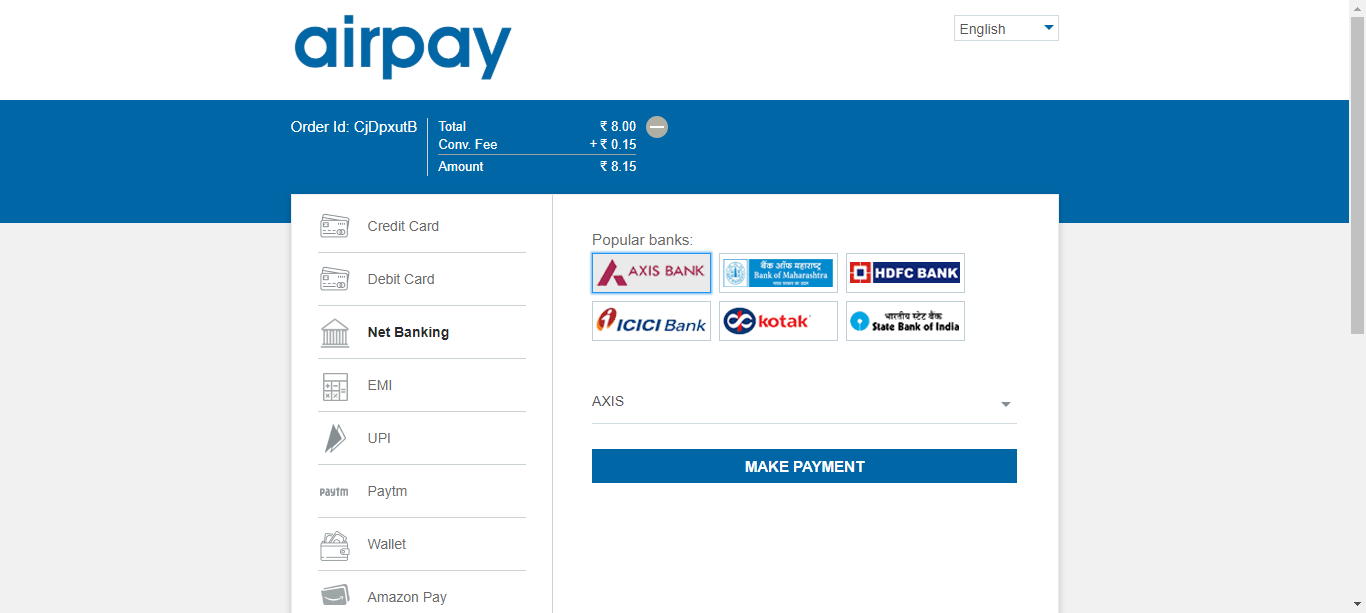 airpay
English
Order Id: CjDpxutB
Total ₹ 8.00
Conv. Fee + ₹ 0.15
Amount ₹ 8.15
Credit Card
Debit Card
Net Banking
EMI
UPI
paytm Paytm
Wallet
Amazon Pay
Popular banks:
AXIS BANK
बैंक ऑफ महाराष्ट्र
Bank of Maharashtra
HDFC BANK
ICICI Bank
kotak
भारतीय स्टेट बैंक
State Bank of India
AXIS
MAKE PAYMENT